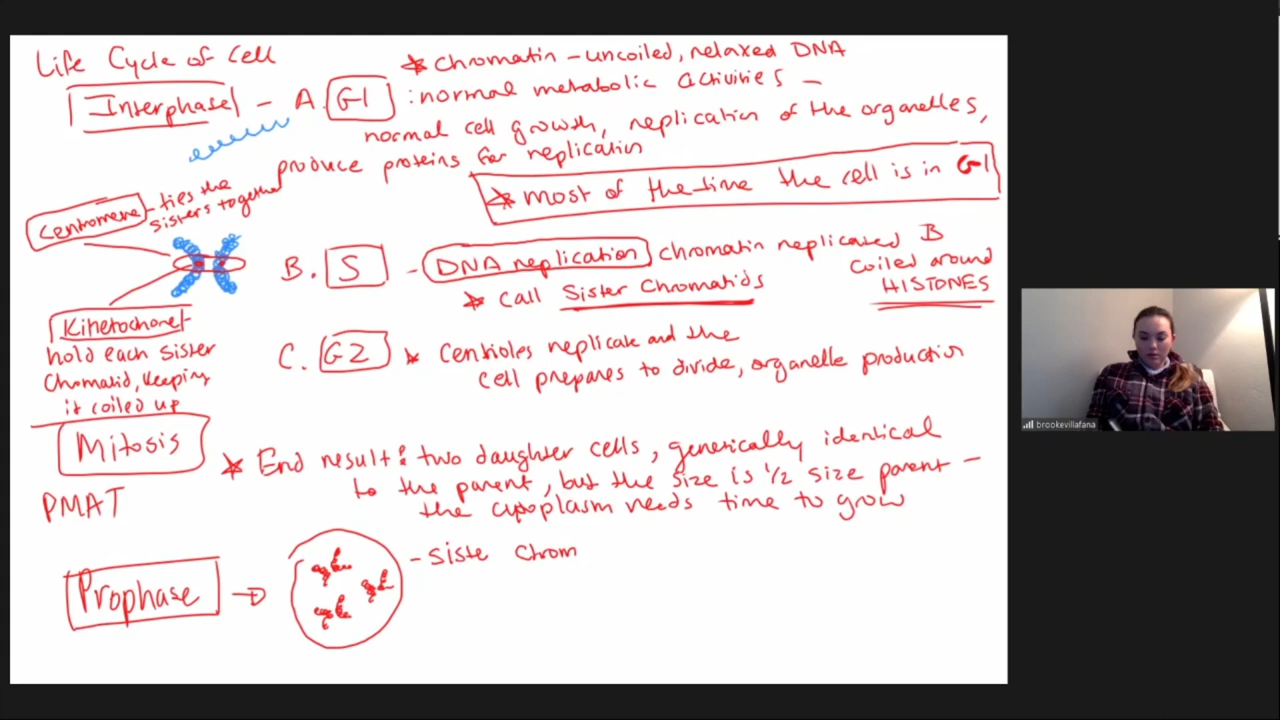 Life Cycle of Cell
* Chromatin - uncoiled, relaxed DNA
Interphase - A. G1 : normal metabolic activities -
normal cell growth, replication of the organelles,
produce proteins for replication
* most of the time the cell is in G1
Centromere - ties the
sisters together
B. S - DNA replication chromatin replicated B
coiled around
HISTONES
* Call Sister Chromatids
Kinetochore -
hold each sister
Chromatid, keeping
it coiled up
C. G2 * Centrioles replicate and the
cell prepares to divide, organelle production
Mitosis
* End result: two daughter cells, genetically identical
to the parent, but the size is 1/2 size parent -
the cytoplasm needs time to grow
PMAT
Prophase → - siste chrom
brookevillafana